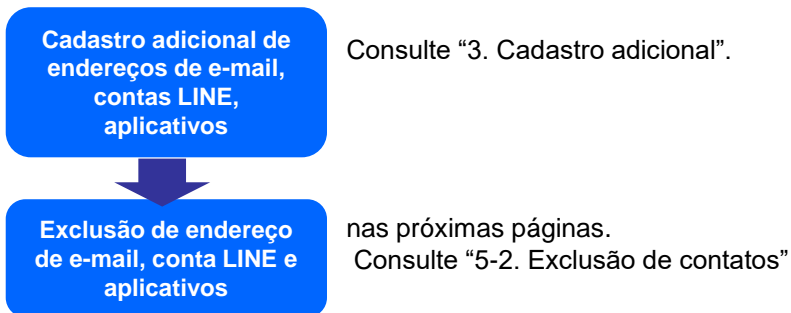 Cadastro adicional de
endereços de e-mail,
contas LINE,
aplicativos
Consulte “3. Cadastro adicional”.
Exclusão de endereço
de e-mail, conta LINE e
aplicativos
nas próximas páginas.
Consulte “5-2. Exclusão de contatos”